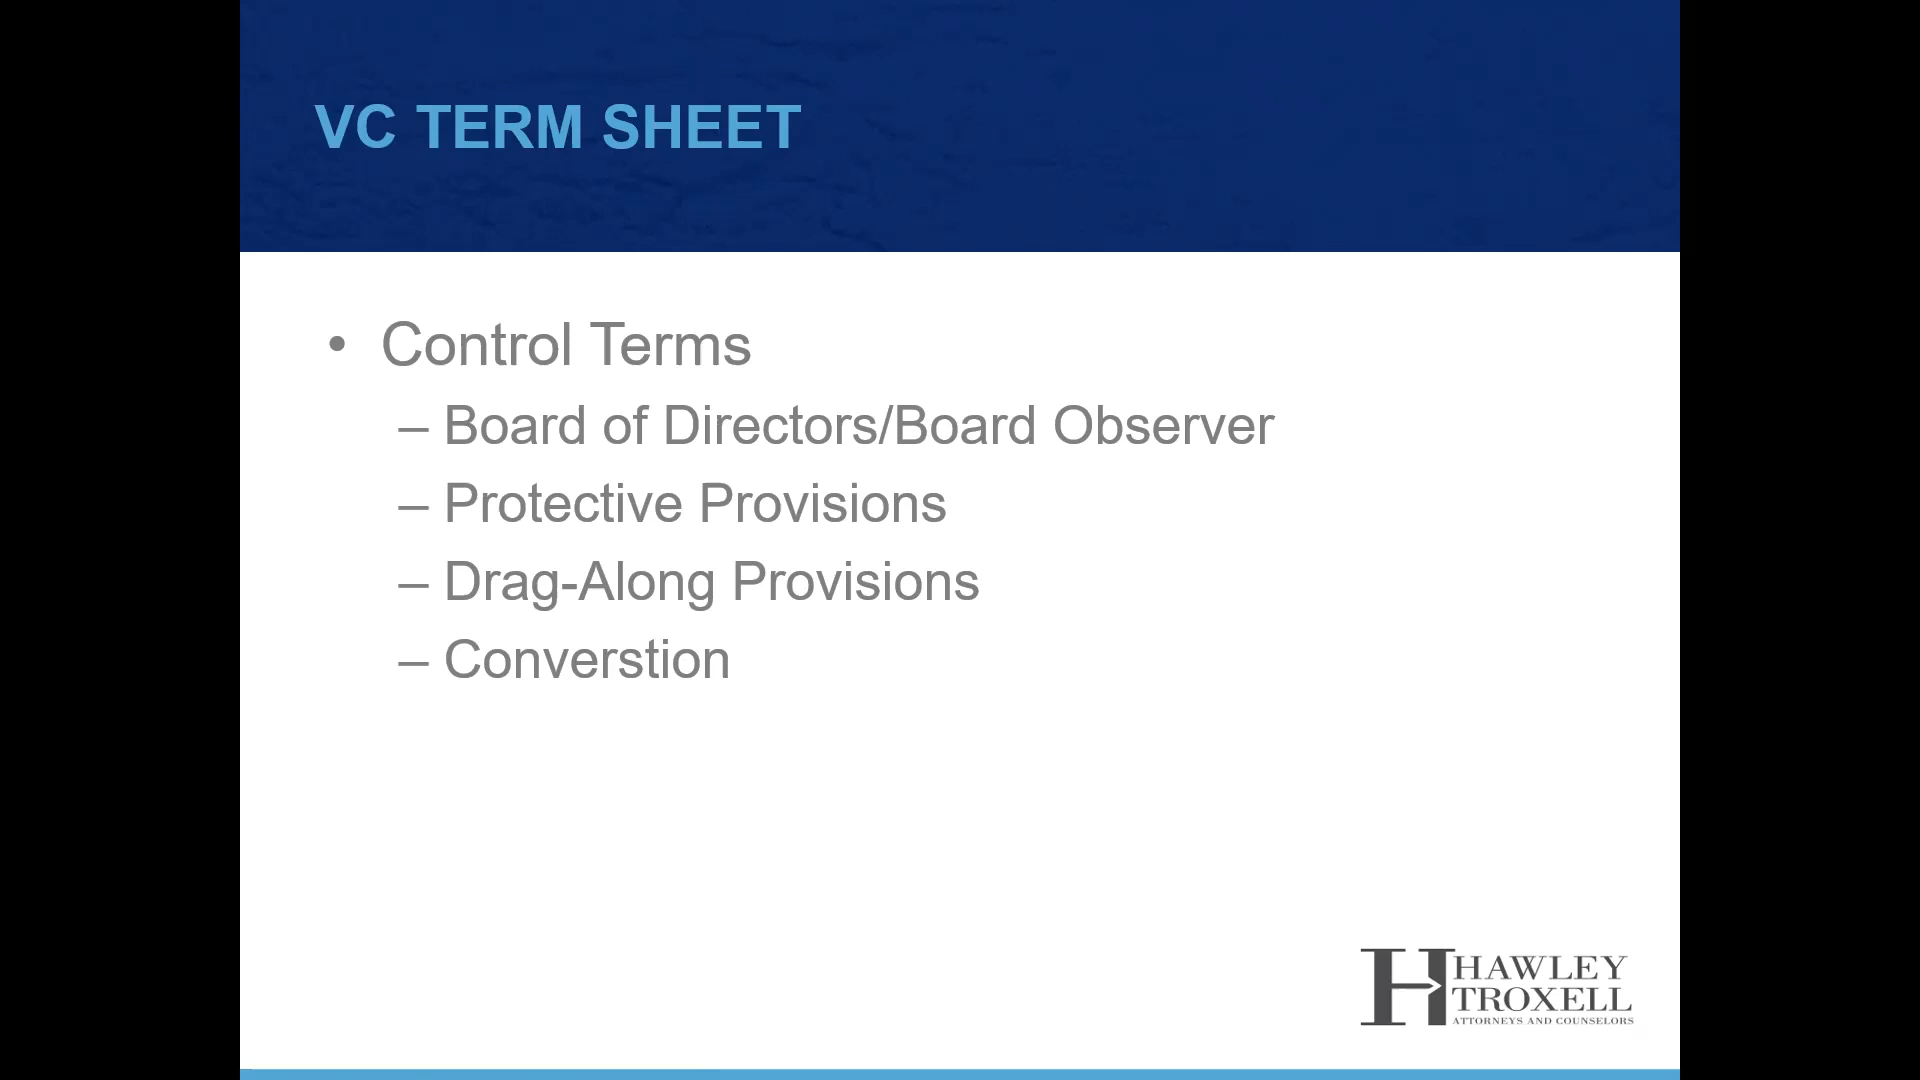 VC TERM SHEET
• Control Terms
– Board of Directors/Board Observer
– Protective Provisions
– Drag-Along Provisions
– Converstion
HAWLEY
TROXELL
ATTORNEYS AND COUNSELORS